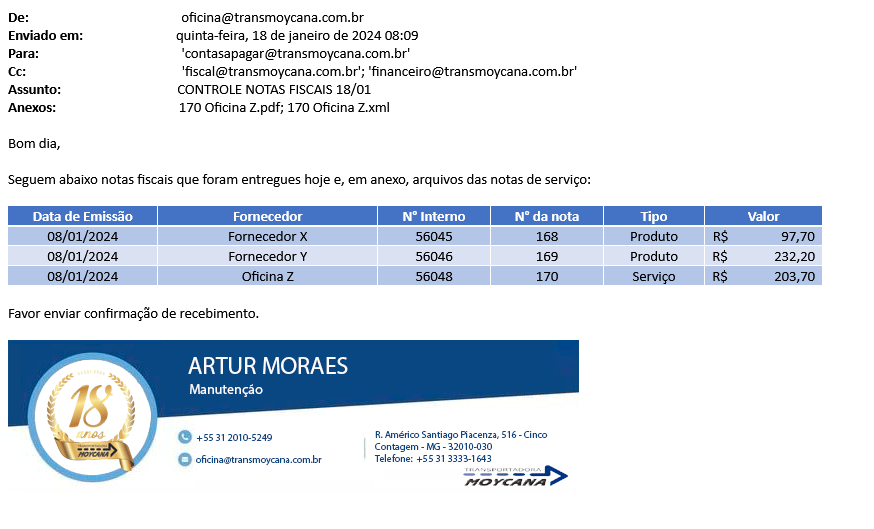 De: oficina@transmoycana.com.br
Enviado em: quinta-feira, 18 de janeiro de 2024 08:09
Para: 'contasapagar@transmoycana.com.br'
Cc: 'fiscal@transmoycana.com.br'; 'financeiro@transmoycana.com.br'
Assunto: CONTROLE NOTAS FISCAIS 18/01
Anexos: 170 Oficina Z.pdf; 170 Oficina Z.xml
Bom dia,
Seguem abaixo notas fiscais que foram entregues hoje e, em anexo, arquivos das notas de serviço:
Data de Emissão Fornecedor N° Interno N° da nota Tipo Valor
08/01/2024 Fornecedor X 56045 168 Produto R$ 97,70
08/01/2024 Fornecedor Y 56046 169 Produto R$ 232,20
08/01/2024 Oficina Z 56048 170 Serviço R$ 203,70
Favor enviar confirmação de recebimento.
ARTUR MORAES
Manutenção
18
anos
MOYCANA
+55 31 2010-5249
oficina@transmoycana.com.br
R. Américo Santiago Piacenza, 516 - Cinco
Contagem - MG - 32010-030
Telefone: +55 31 3333-1643
TRANSPORTADORA
MOYCANA